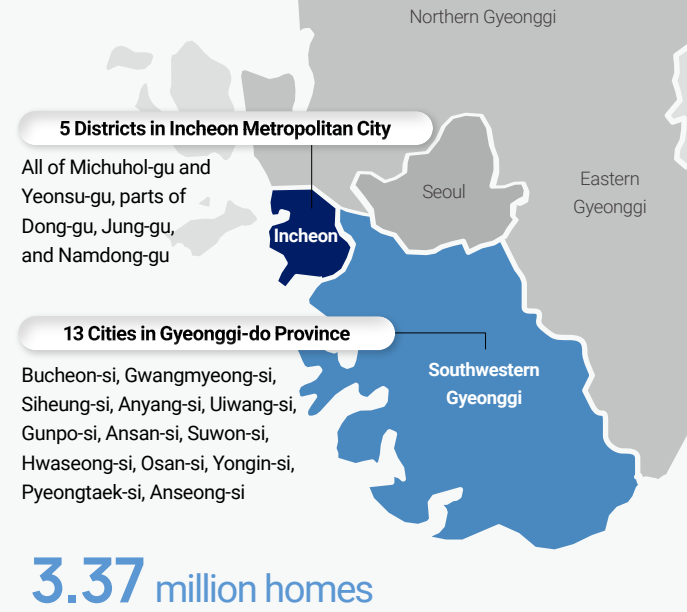 Northern Gyeonggi
5 Districts in Incheon Metropolitan City
All of Michuhol-gu and
Yeonsu-gu, parts of
Dong-gu, Jung-gu,
and Namdong-gu
Seoul
Eastern
Gyeonggi
Incheon
13 Cities in Gyeonggi-do Province
Bucheon-si, Gwangmyeong-si,
Siheung-si, Anyang-si, Uiwang-si,
Gunpo-si, Ansan-si, Suwon-si,
Hwaseong-si, Osan-si, Yongin-si,
Pyeongtaek-si, Anseong-si
Southwestern
Gyeonggi
3.37 million homes